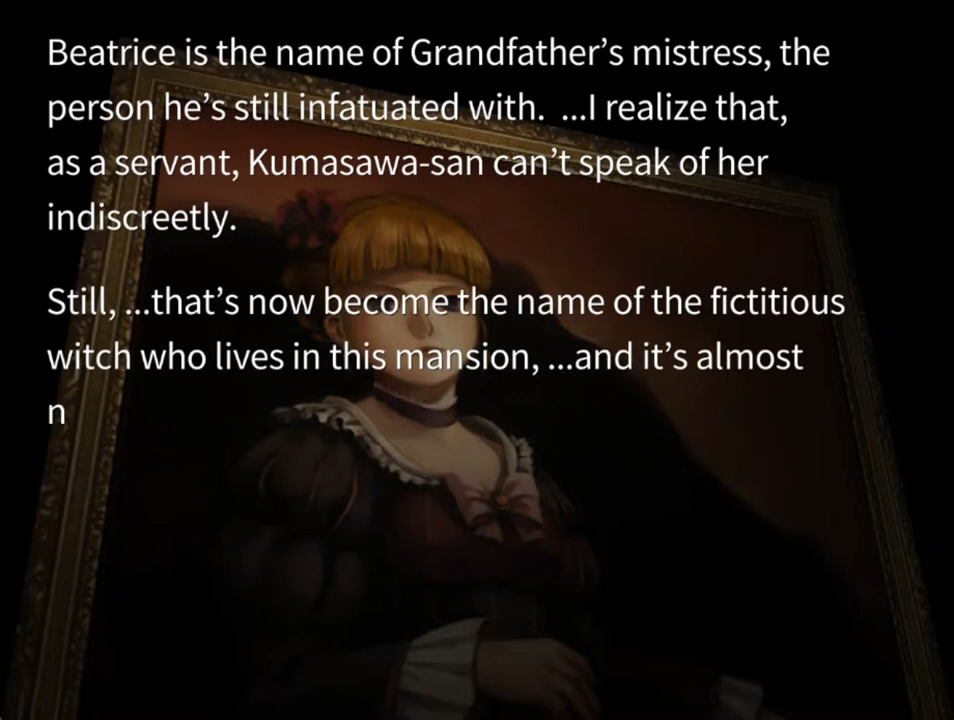 Beatrice is the name of Grandfather’s mistress, the
person he’s still infatuated with.  ...I realize that,
as a servant, Kumasawa-san can’t speak of her
indiscreetly.
Still, ...that’s now become the name of the fictitious
witch who lives in this mansion, ...and it’s almost
n